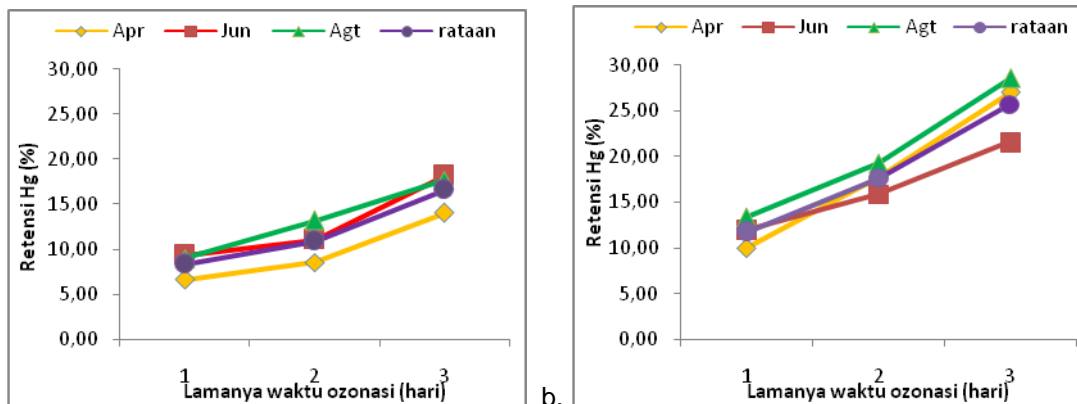 Apr Jun Agt rataan
30,00
25,00
20,00
15,00
10,00
5,00
0,00
Retensi Hg (%)
1 2 3
Lamanya waktu ozonasi (hari)
b.
Apr Jun Agt rataan
30,00
25,00
20,00
15,00
10,00
5,00
0,00
Retensi Hg (%)
1 2 3
Lamanya waktu ozonasi (hari)